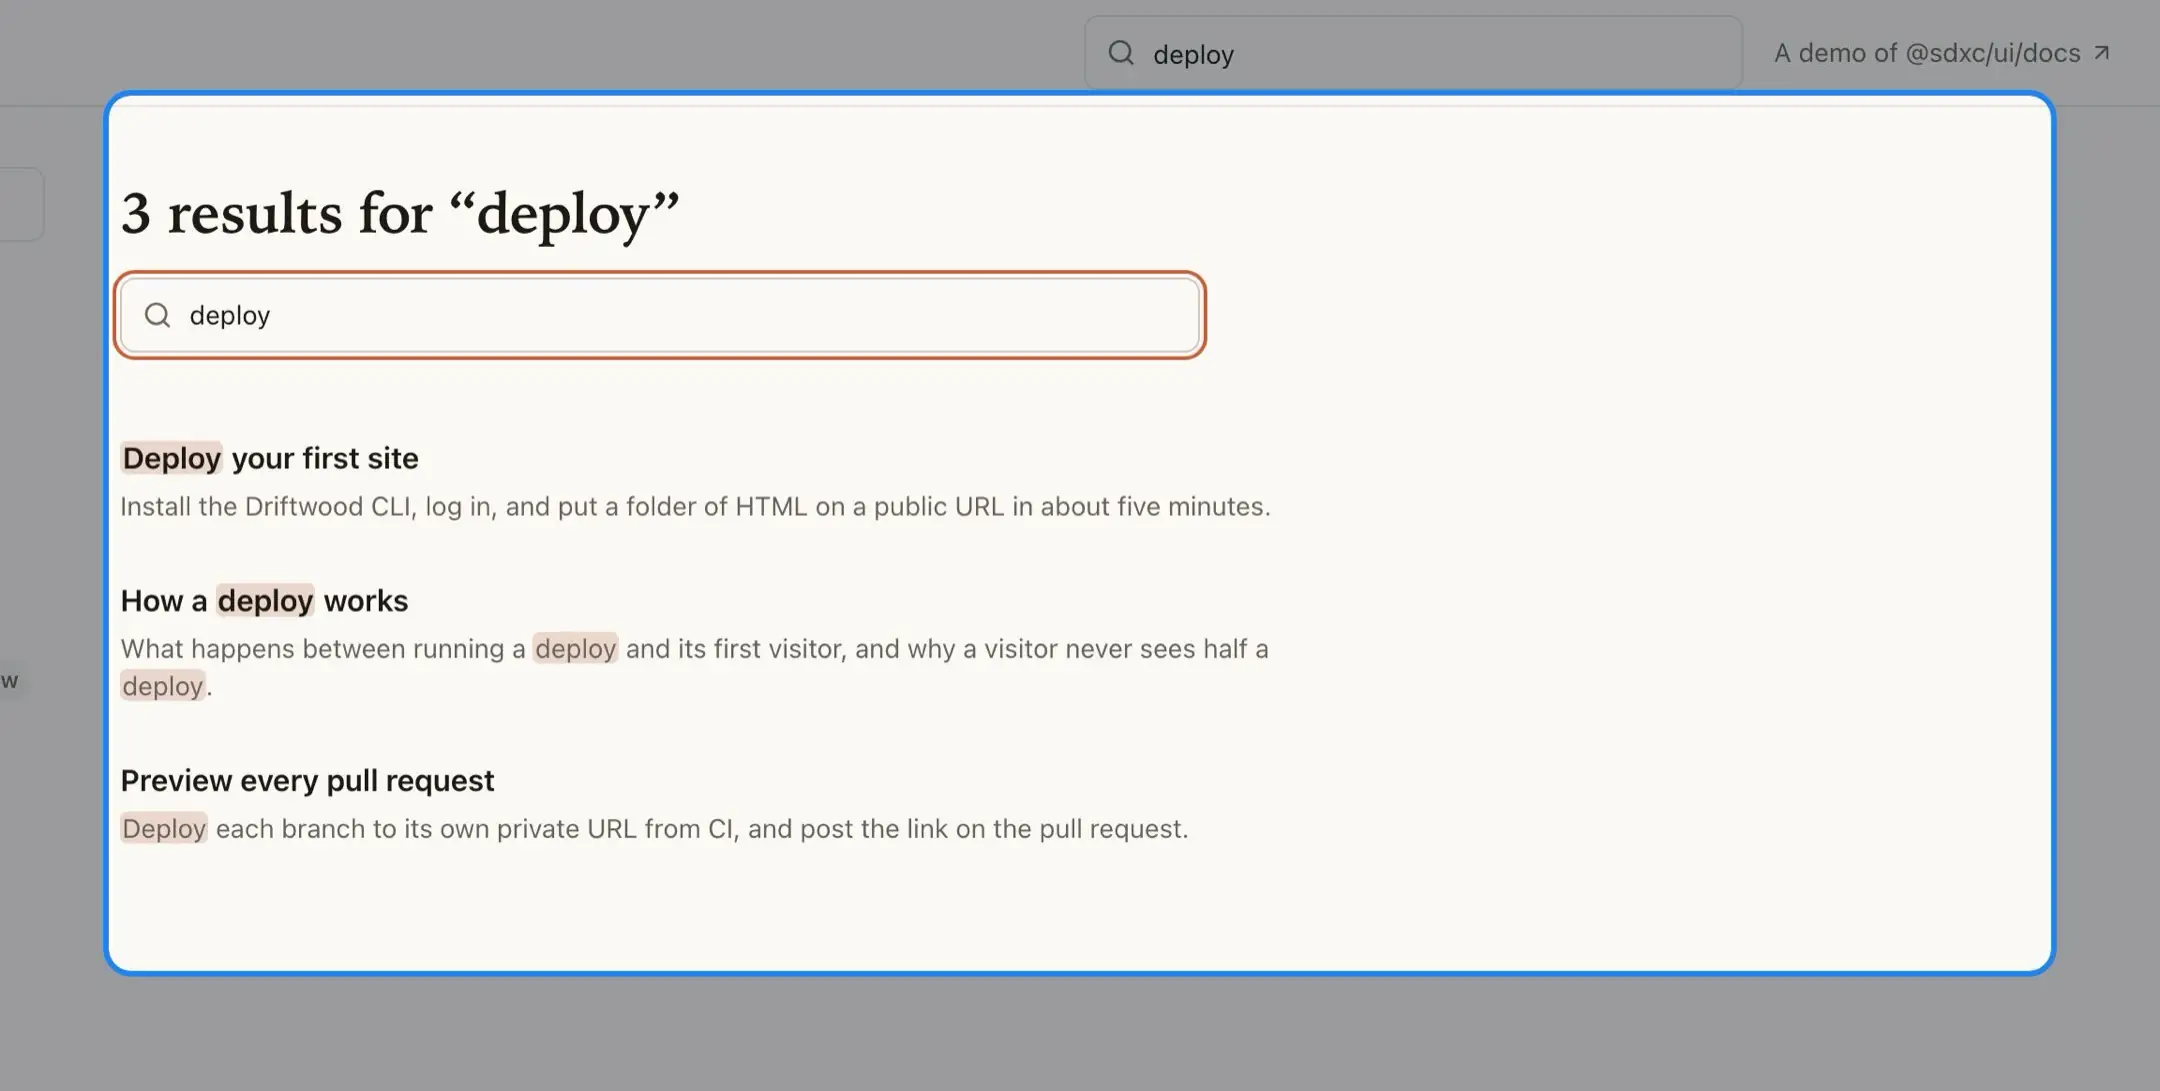 deploy
A demo of @sdxc/ui/docs ↗
3 results for “deploy”
deploy
Deploy your first site
Install the Driftwood CLI, log in, and put a folder of HTML on a public URL in about five minutes.
How a deploy works
What happens between running a deploy and its first visitor, and why a visitor never sees half a
deploy.
w
Preview every pull request
Deploy each branch to its own private URL from CI, and post the link on the pull request.